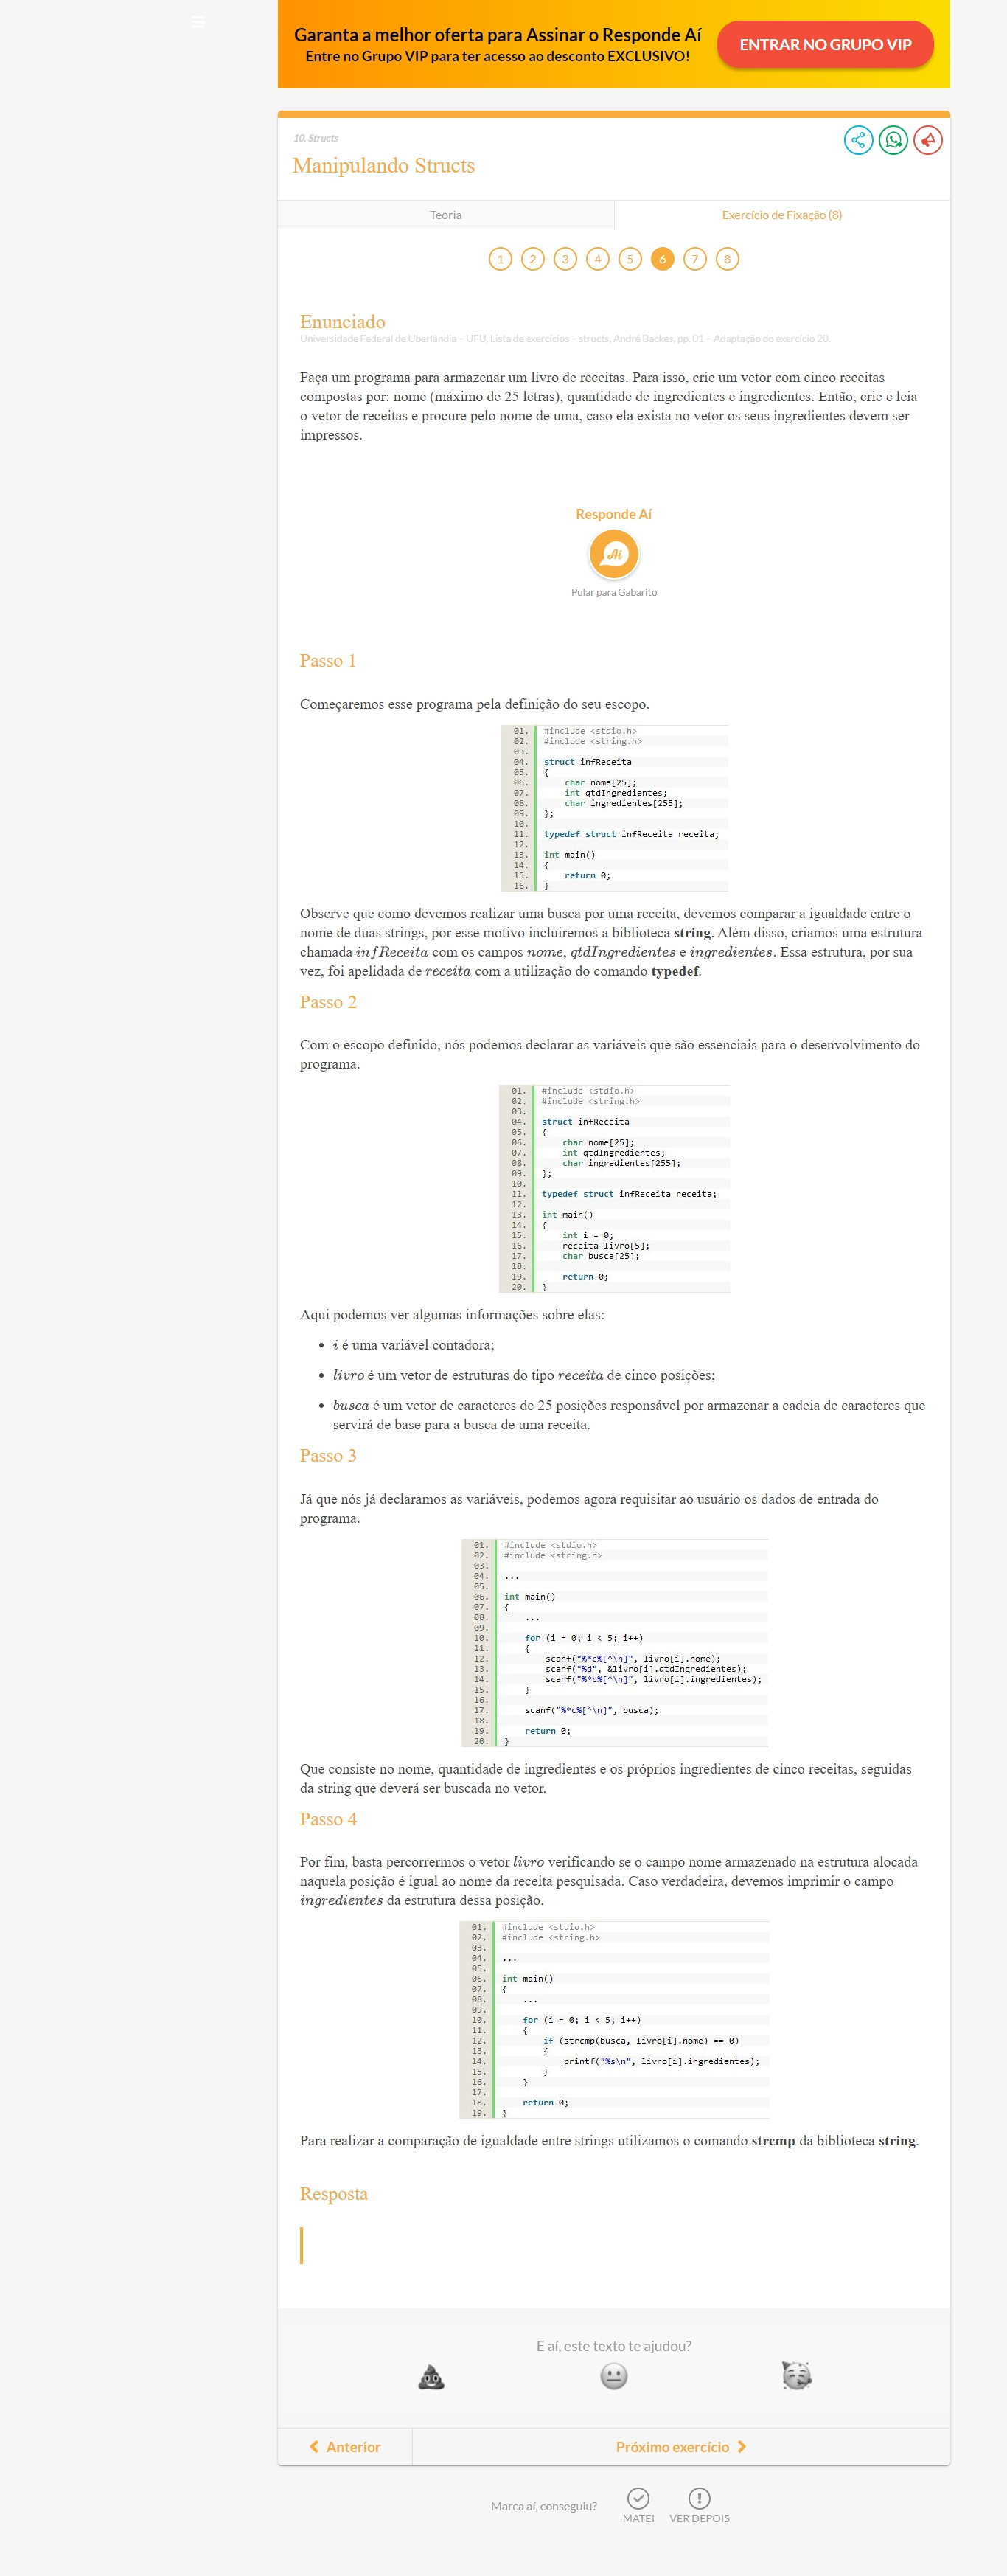 Garanta a melhor oferta para Assinar o Responde Aí
Entre no Grupo VIP para ter acesso ao desconto EXCLUSIVO!
ENTRAR NO GRUPO VIP
10. Structs
Manipulando Structs
Teoria
Exercício de Fixação (8)
1 2 3 4 5 6 7 8
Enunciado
Universidade Federal de Uberlândia – UFU, Lista de exercícios – structs, André Backes, pp. 01 – Adaptação do exercício 20.
Faça um programa para armazenar um livro de receitas. Para isso, crie um vetor com cinco receitas
compostas por: nome (máximo de 25 letras), quantidade de ingredientes e ingredientes. Então, crie e leia
o vetor de receitas e procure pelo nome de uma, caso ela exista no vetor os seus ingredientes devem ser
impressos.
Responde Aí
Aí
Pular para Gabarito
Passo 1
Começaremos esse programa pela definição do seu escopo.
01. #include <stdio.h>
02. #include <string.h>
03.
04. struct infReceita
05. {
06. char nome[25];
07. int qtdIngredientes;
08. char ingredientes[255];
09. };
10.
11. typedef struct infReceita receita;
12.
13. int main()
14. {
15. return 0;
16. }
Observe que como devemos realizar uma busca por uma receita, devemos comparar a igualdade entre o
nome de duas strings, por esse motivo incluiremos a biblioteca string. Além disso, criamos uma estrutura
chamada infReceita com os campos nome, qtdIngredientes e ingredientes. Essa estrutura, por sua
vez, foi apelidada de receita com a utilização do comando typedef.
Passo 2
Com o escopo definido, nós podemos declarar as variáveis que são essenciais para o desenvolvimento do
programa.
01. #include <stdio.h>
02. #include <string.h>
03.
04. struct infReceita
05. {
06. char nome[25];
07. int qtdIngredientes;
08. char ingredientes[255];
09. };
10.
11. typedef struct infReceita receita;
12.
13. int main()
14. {
15. int i = 0;
16. receita livro[5];
17. char busca[25];
18.
19. return 0;
20. }
Aqui podemos ver algumas informações sobre elas:
• i é uma variável contadora;
• livro é um vetor de estruturas do tipo receita de cinco posições;
• busca é um vetor de caracteres de 25 posições responsável por armazenar a cadeia de caracteres que
servirá de base para a busca de uma receita.
Passo 3
Já que nós já declaramos as variáveis, podemos agora requisitar ao usuário os dados de entrada do
programa.
01. #include <stdio.h>
02. #include <string.h>
03.
04. ...
05.
06. int main()
07. {
08. ...
09.
10. for (i = 0; i < 5; i++)
11. {
12. scanf("%*c%[^\n]", livro[i].nome);
13. scanf("%d", &livro[i].qtdIngredientes);
14. scanf("%*c%[^\n]", livro[i].ingredientes);
15. }
16.
17. scanf("%*c%[^\n]", busca);
18.
19. return 0;
20. }
Que consiste no nome, quantidade de ingredientes e os próprios ingredientes de cinco receitas, seguidas
da string que deverá ser buscada no vetor.
Passo 4
Por fim, basta percorrermos o vetor livro verificando se o campo nome armazenado na estrutura alocada
naquela posição é igual ao nome da receita pesquisada. Caso verdadeira, devemos imprimir o campo
ingredientes da estrutura dessa posição.
01. #include <stdio.h>
02. #include <string.h>
03.
04. ...
05.
06. int main()
07. {
08. ...
09.
10. for (i = 0; i < 5; i++)
11. {
12. if (strcmp(busca, livro[i].nome) == 0)
13. {
14. printf("%s\n", livro[i].ingredientes);
15. }
16. }
17.
18. return 0;
19. }
Para realizar a comparação de igualdade entre strings utilizamos o comando strcmp da biblioteca string.
Resposta
E aí, este texto te ajudou?
Anterior
Próximo exercício
Marca aí, conseguiu?
MATEI
VER DEPOIS